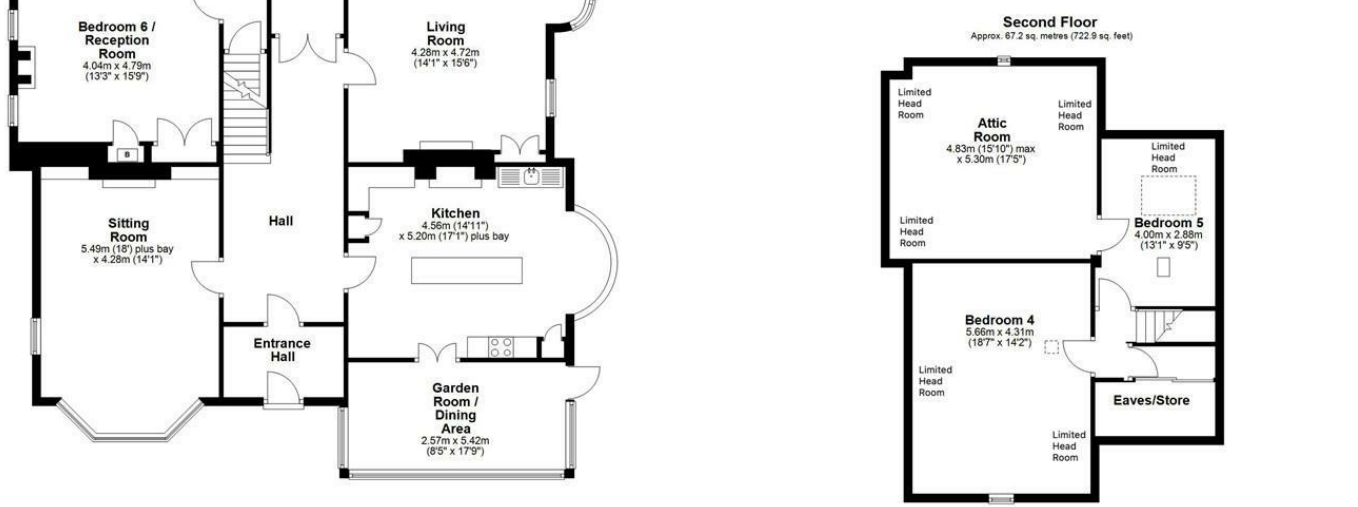 Bedroom 6 /
Reception
Room
4.04m x 4.79m
(13'3" x 15'9")
B
Living
Room
4.28m x 4.72m
(14'1" x 15'6")
Sitting
Room
5.49m (18') plus bay
x 4.28m (14'1")
Hall
Kitchen
4.56m (14'11")
x 5.20m (17'1") plus bay
Entrance
Hall
Garden
Room /
Dining
Area
2.57m x 5.42m
(8'5" x 17'9")
Second Floor
Approx. 67.2 sq. metres (722.9 sq. feet)
Limited
Head
Room
Attic
Room
4.83m (15'10") max
x 5.30m (17'5")
Limited
Head
Room
Limited
Head
Room
Limited
Head
Room
Bedroom 5
4.00m x 2.88m
(13'1" x 9'5")
Bedroom 4
5.66m x 4.31m
(18'7" x 14'2")
Limited
Head
Room
Limited
Head
Room
Eaves/Store